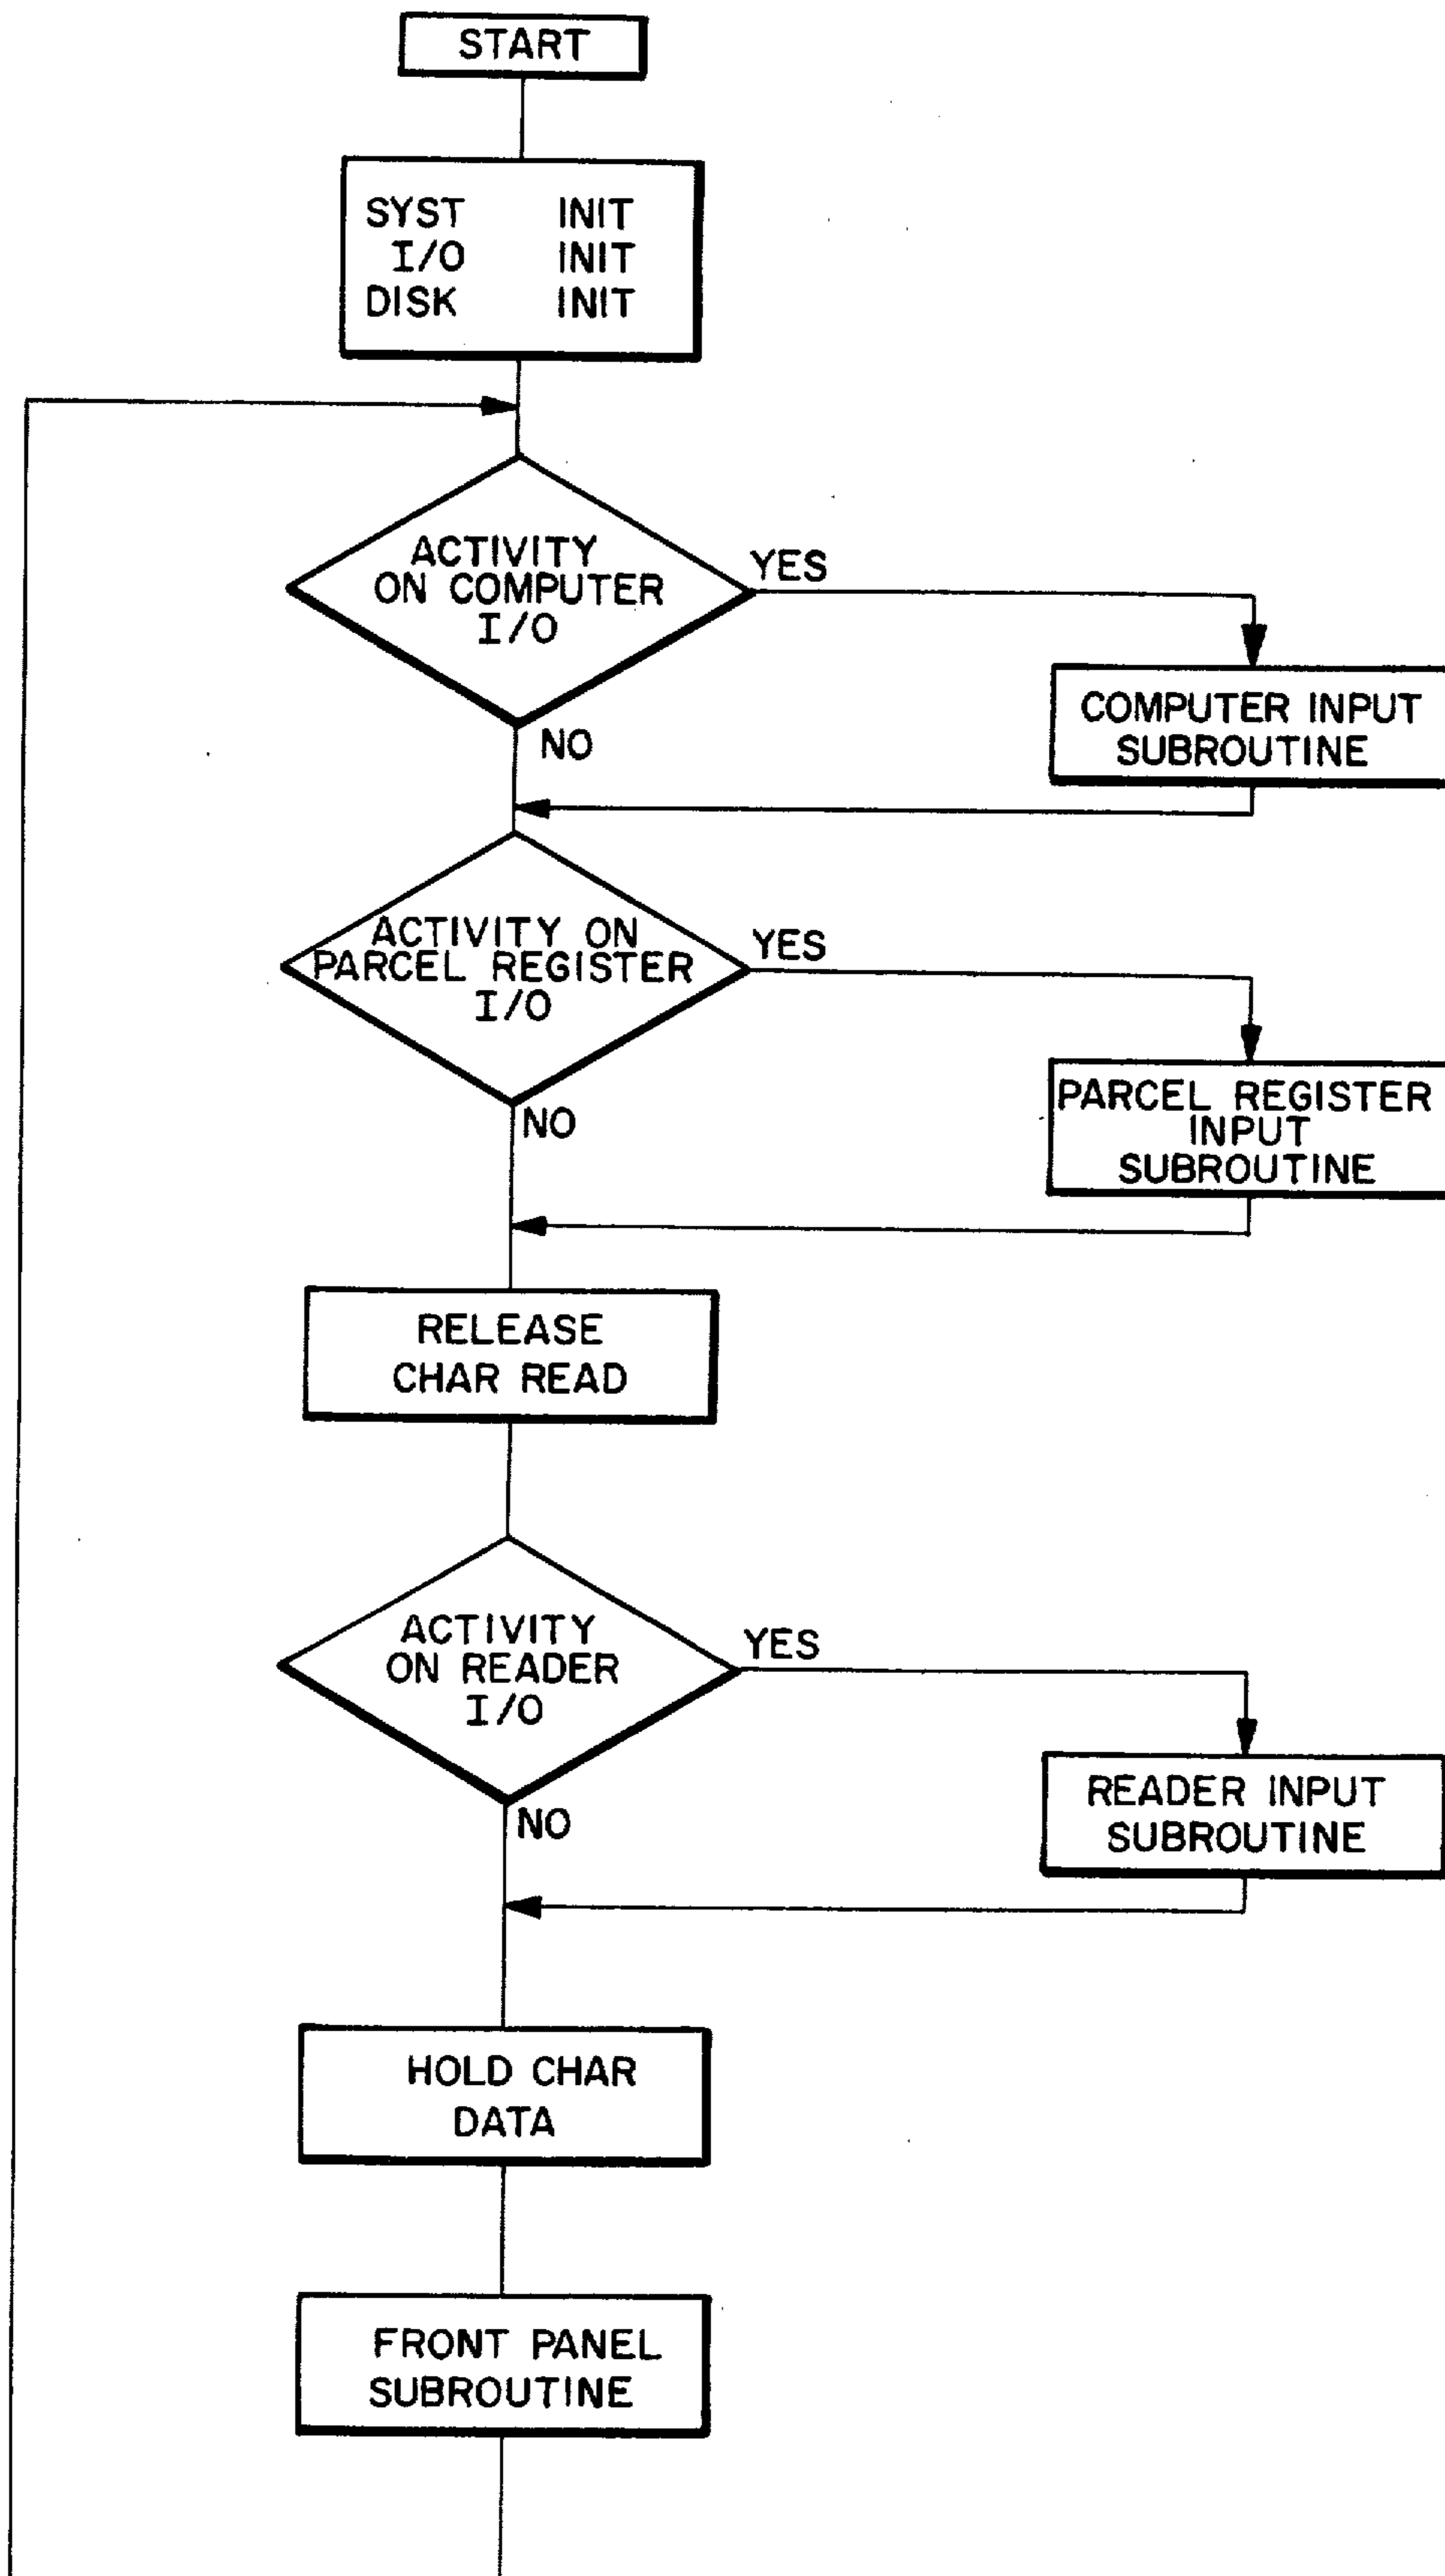 START
SYST INIT
I/O INIT
DISK INIT
ACTIVITY
ON COMPUTER
I/O
YES
COMPUTER INPUT
SUBROUTINE
NO
ACTIVITY ON
PARCEL REGISTER
I/O
YES
PARCEL REGISTER
INPUT
SUBROUTINE
NO
RELEASE
CHAR READ
ACTIVITY
ON READER
I/O
YES
READER INPUT
SUBROUTINE
NO
HOLD CHAR
DATA
FRONT PANEL
SUBROUTINE